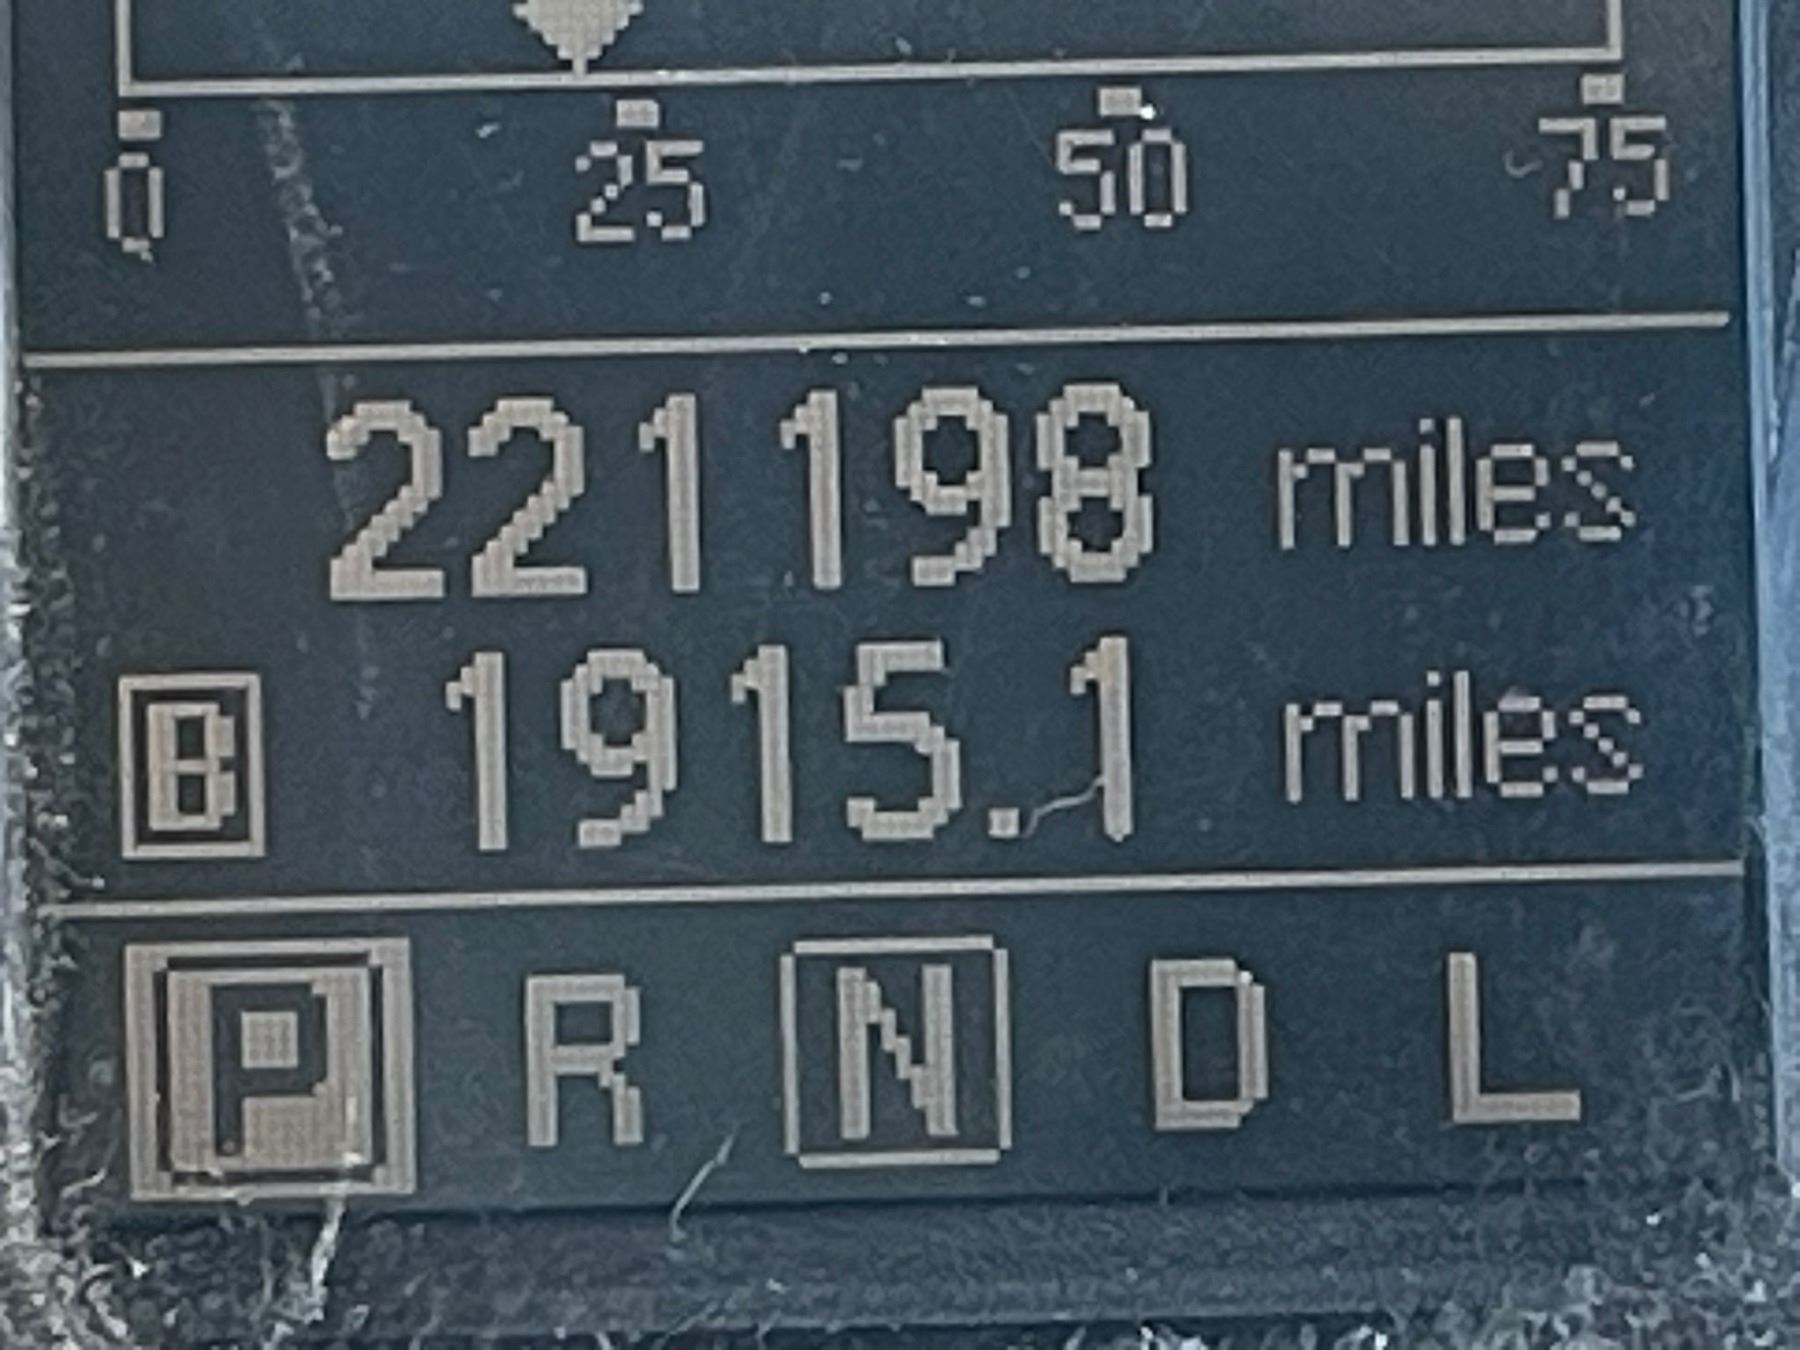 0 25 50 75
221198 miles
B 1915.1 miles
P R N D L